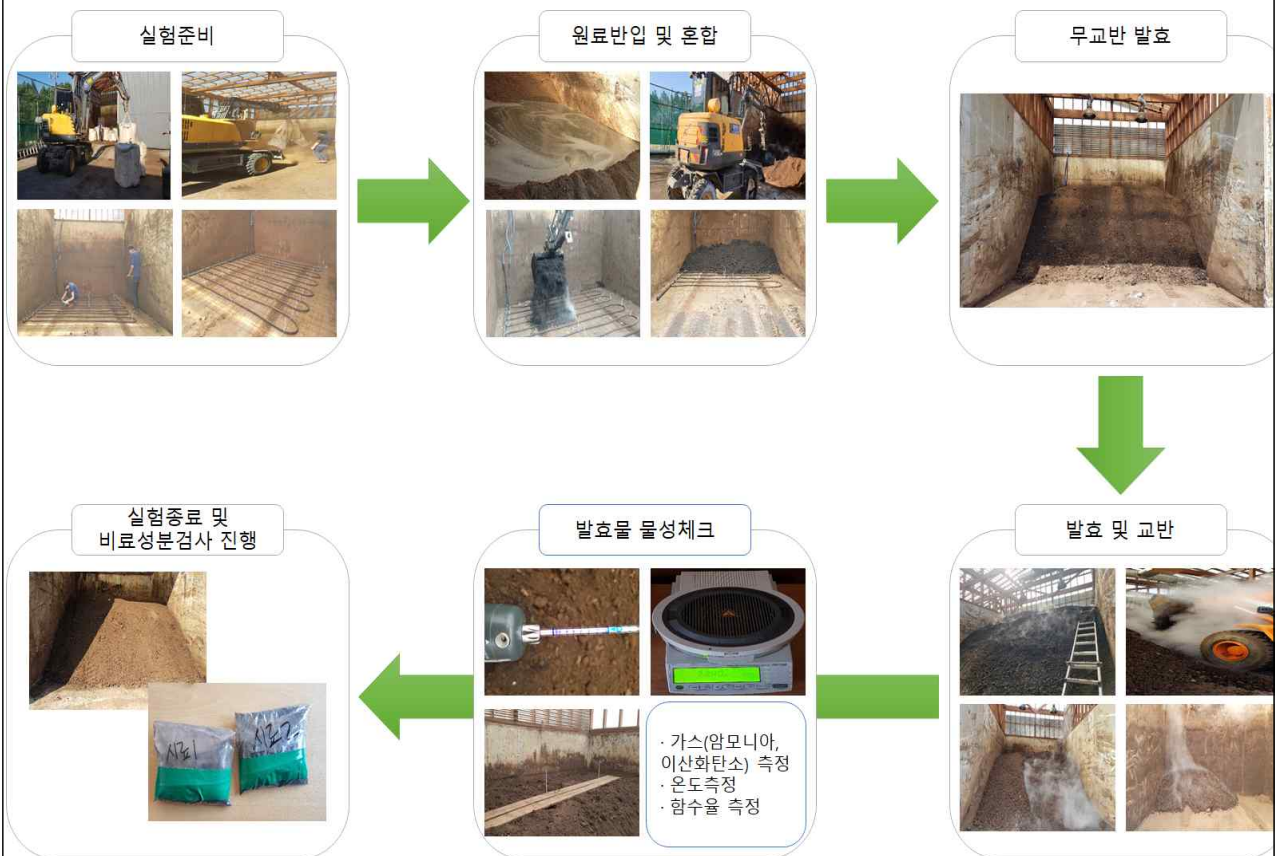 실험준비
원료반입 및 혼합
무교반 발효
발효 및 교반
발효물 물성체크
· 가스(암모니아,
이산화탄소) 측정
· 온도측정
· 함수율 측정
실험종료 및
비료성분검사 진행
시료1
시료2